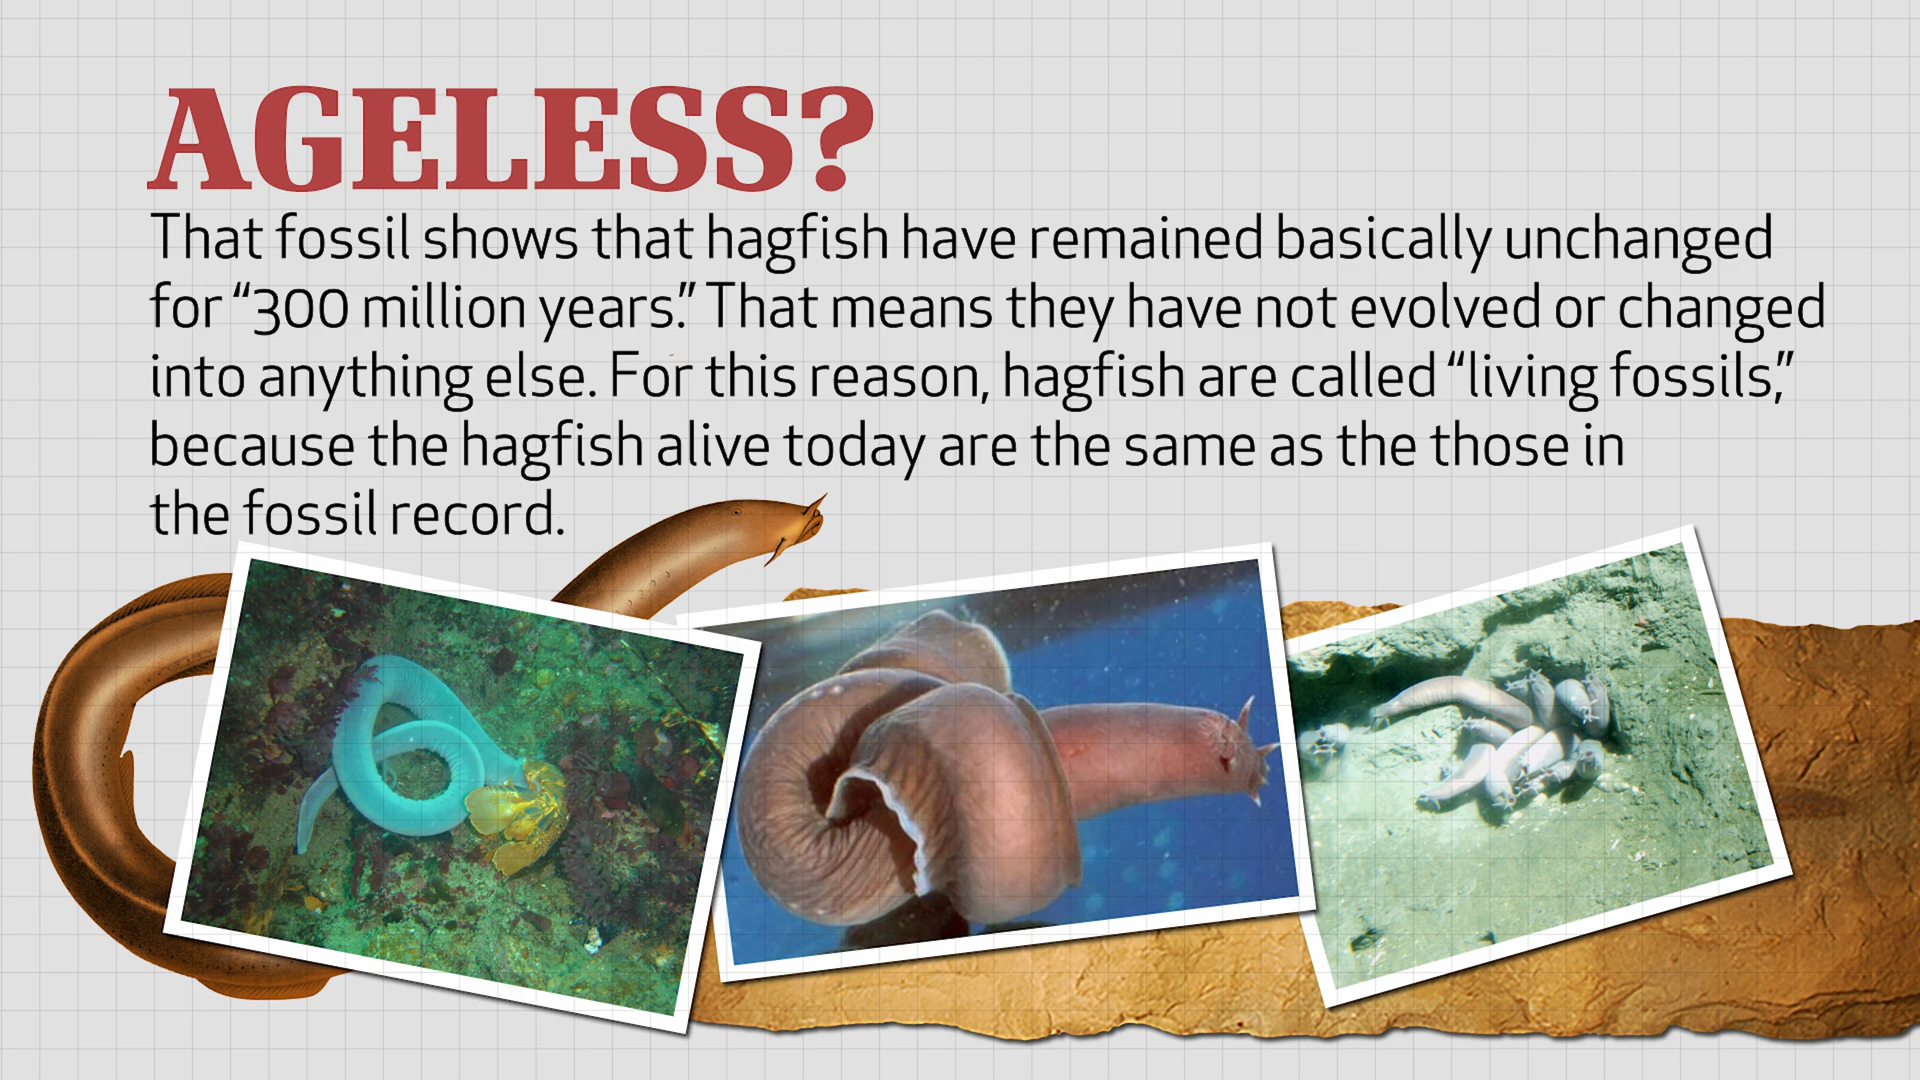 AGELESS?
That fossil shows that hagfish have remained basically unchanged
for “300 million years.” That means they have not evolved or changed
into anything else. For this reason, hagfish are called “living fossils,”
because the hagfish alive today are the same as the those in
the fossil record.